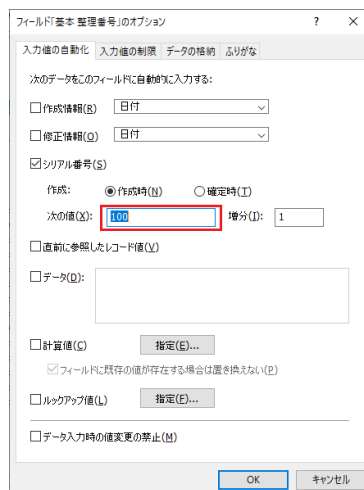 フィールド「基本 整理番号」のオプション ? ×
入力値の自動化 入力値の制限 データの格納 ふりがな
次のデータをこのフィールドに自動的に入力する:
作成情報(R) 日付
修正情報(O) 日付
シリアル番号(S)
作成: 作成時(N) 確定時(T)
次の値(X): 100 増分(I): 1
直前に参照したレコード値(V)
データ(D):
計算値(C) 指定(E)...
フィールドに既存の値が存在する場合は置き換えない(P)
ルックアップ値(L) 指定(F)...
データ入力時の値変更の禁止(M)
OK キャンセル